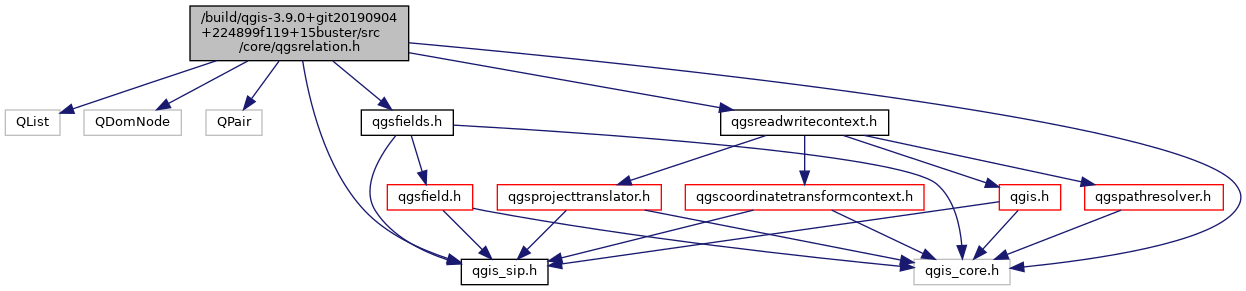 /build/qgis-3.9.0+git20190904
+224899f119+15buster/src
/core/qgsrelation.h
QList
QDomNode
QPair
qgsfields.h
qgsreadwritecontext.h
qgsfield.h
qgsprojecttranslator.h
qgscoordinatetransformcontext.h
qgis.h
qgspathresolver.h
qgis_sip.h
qgis_core.h